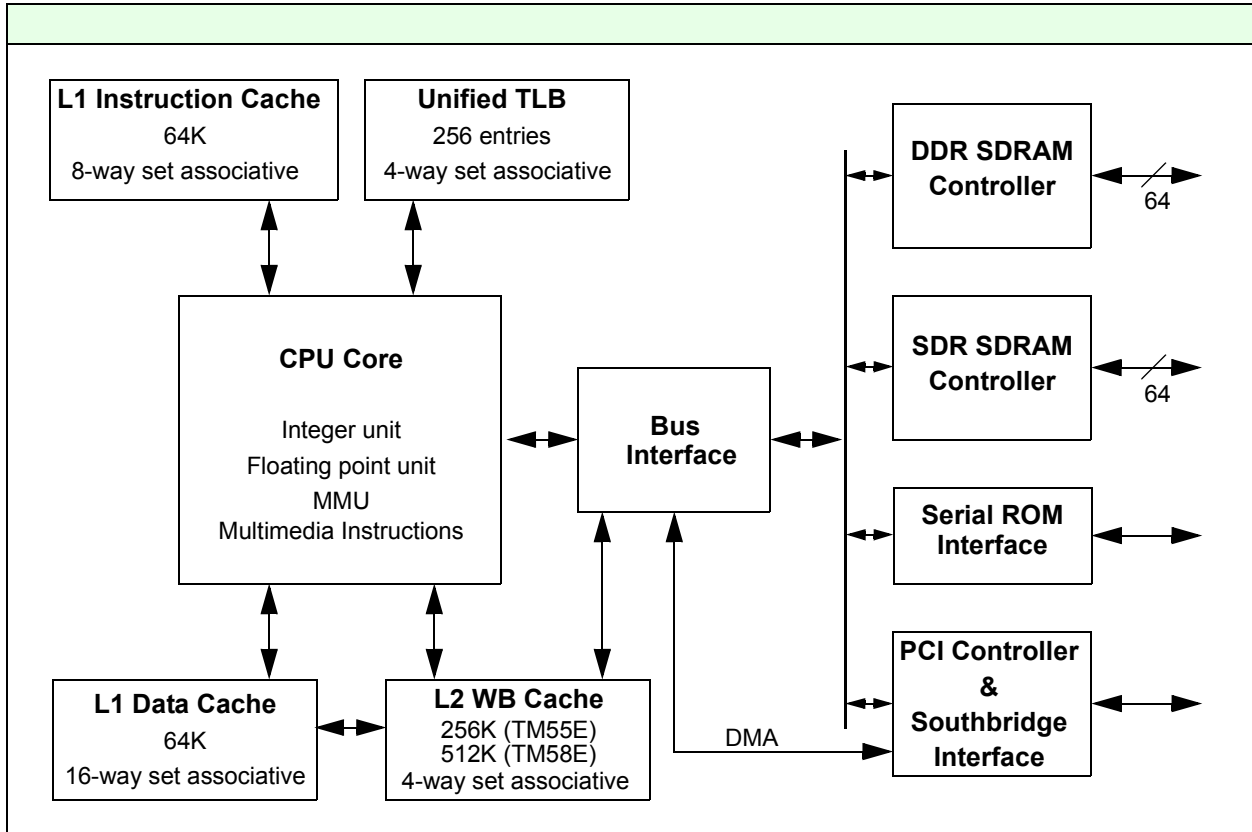 L1 Instruction Cache
64K
8-way set associative
Unified TLB
256 entries
4-way set associative
DDR SDRAM
Controller
64
CPU Core
Integer unit
Floating point unit
MMU
Multimedia Instructions
Bus
Interface
SDR SDRAM
Controller
64
Serial ROM
Interface
L1 Data Cache
64K
16-way set associative
L2 WB Cache
256K (TM55E)
512K (TM58E)
4-way set associative
DMA
PCI Controller
&
Southbridge
Interface